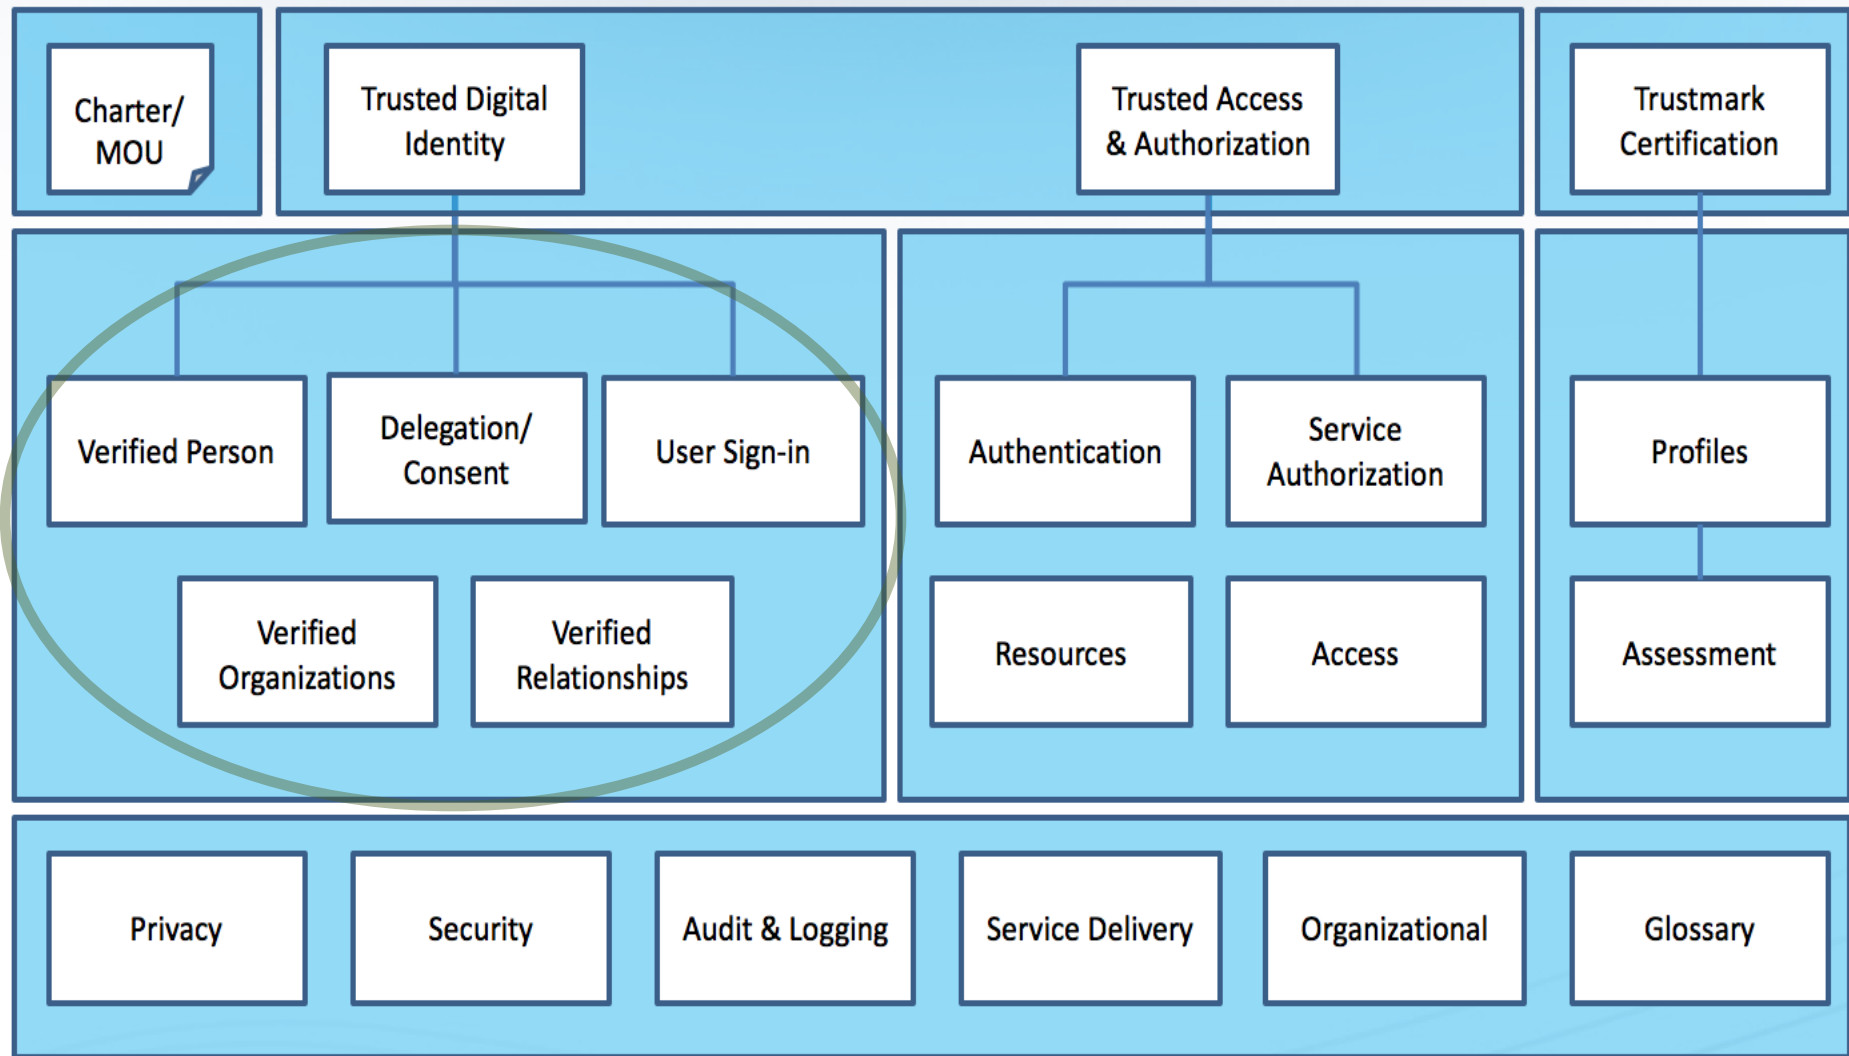 Charter/
MOU
Trusted Digital
Identity
Trusted Access
& Authorization
Trustmark
Certification
Verified Person
Delegation/
Consent
User Sign-in
Authentication
Service
Authorization
Profiles
Verified
Organizations
Verified
Relationships
Resources
Access
Assessment
Privacy
Security
Audit & Logging
Service Delivery
Organizational
Glossary